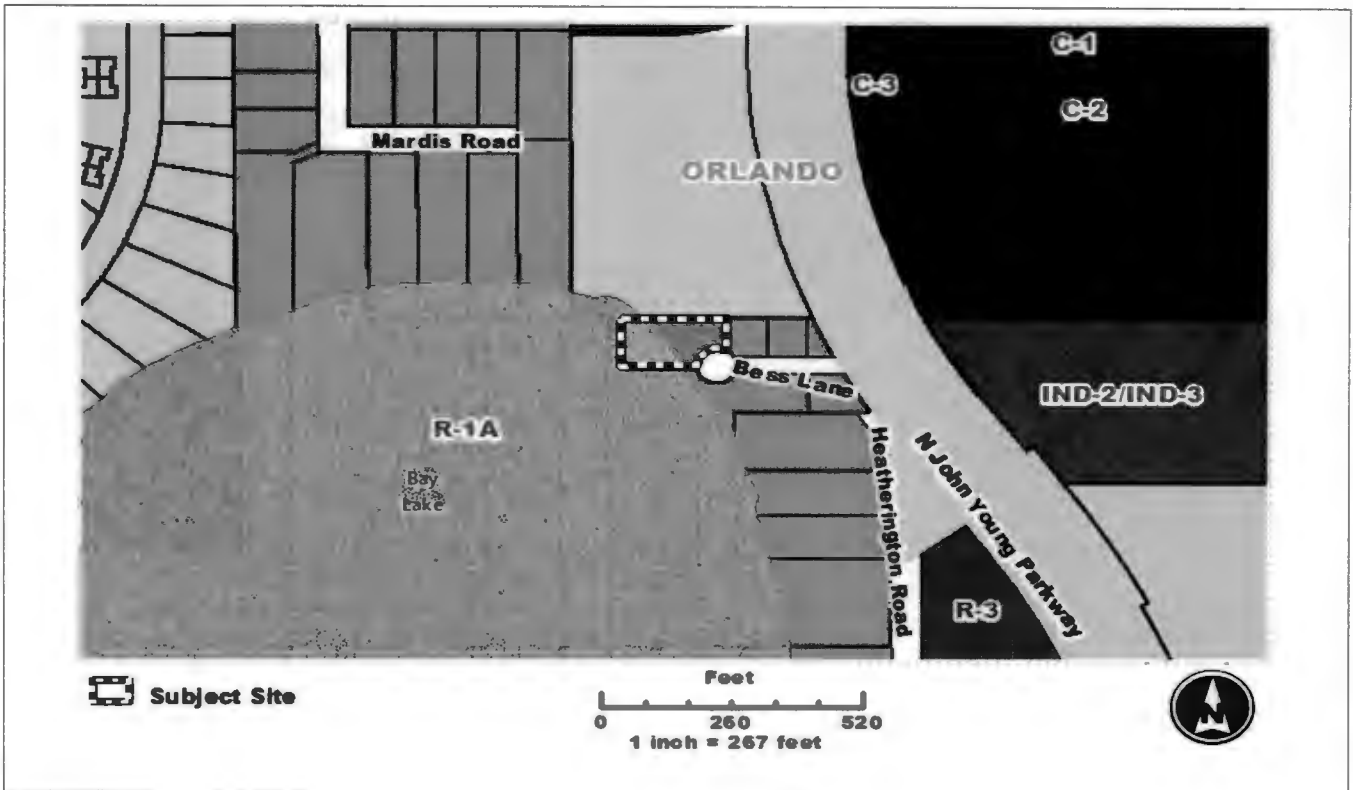 C-1
C-3
C-2
Mardis Road
ORLANDO
Bess Lane
IND-2/IND-3
R-1A
Bay
Lake
Heatherington Road
N John Young Parkway
R-3
Subject Site
Feet
0 260 520
1 inch = 267 feet
N